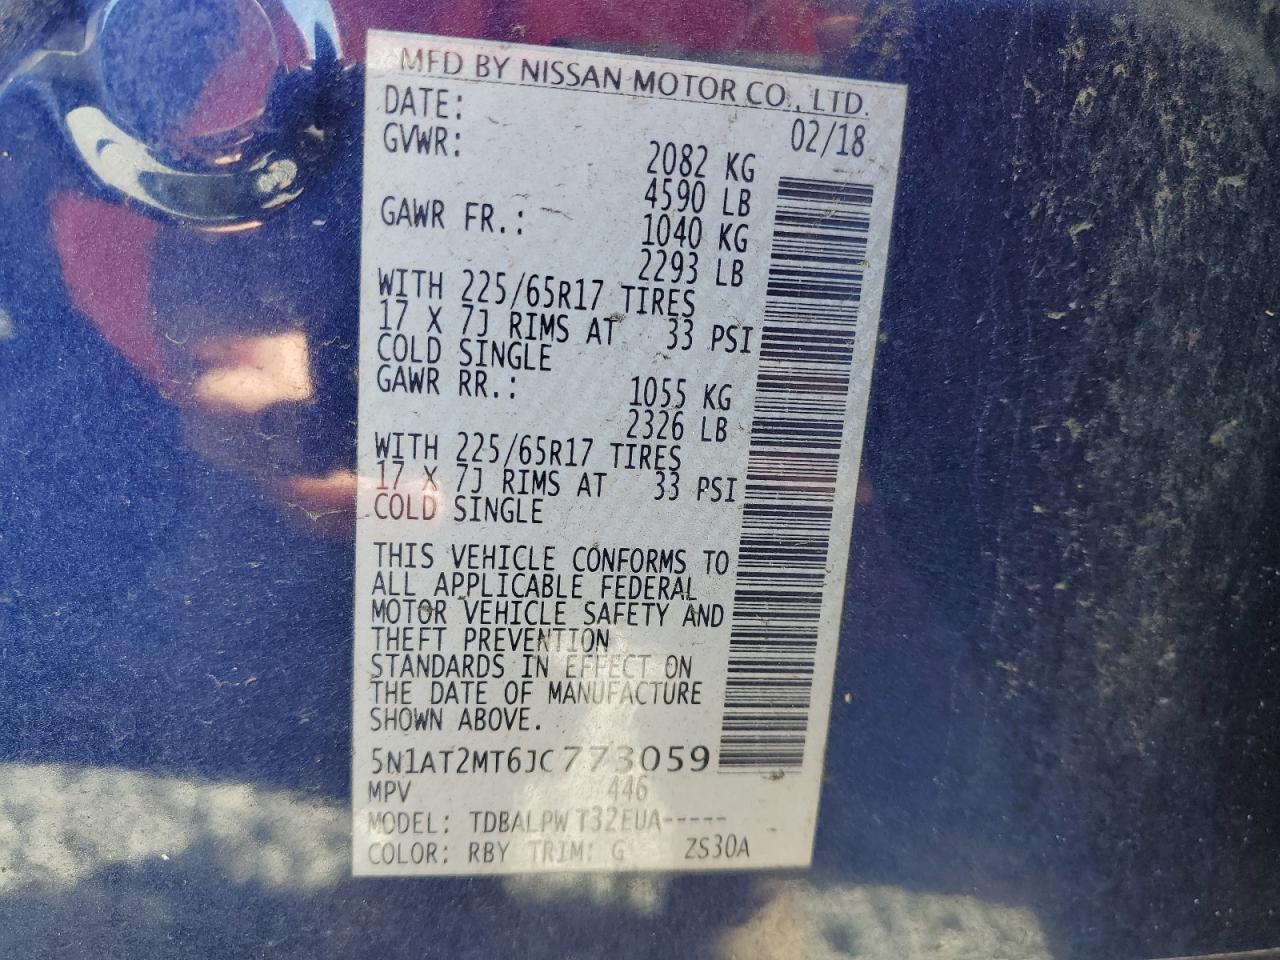 MFD BY NISSAN MOTOR CO., LTD.
DATE: 02/18
GVWR: 2082 KG
4590 LB
GAWR FR.: 1040 KG
2293 LB
WITH 225/65R17 TIRES
17 X 7J RIMS AT 33 PSI
COLD SINGLE
GAWR RR.: 1055 KG
2326 LB
WITH 225/65R17 TIRES
17 X 7J RIMS AT 33 PSI
COLD SINGLE
THIS VEHICLE CONFORMS TO
ALL APPLICABLE FEDERAL
MOTOR VEHICLE SAFETY AND
THEFT PREVENTION
STANDARDS IN EFFECT ON
THE DATE OF MANUFACTURE
SHOWN ABOVE.
5N1AT2MT6JC773059
MPV 446
MODEL: TDBALPWT32EUA-----
COLOR: RBY TRIM: G ZS30A